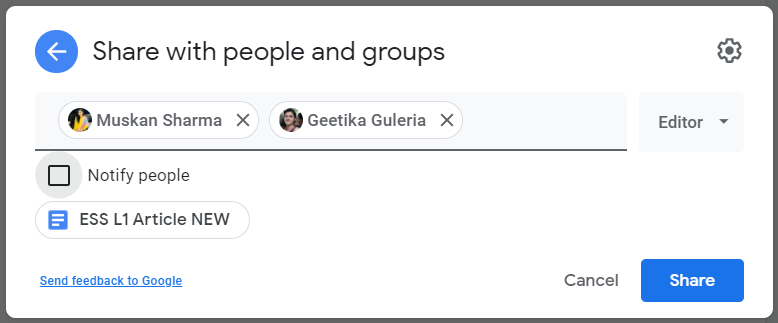 Share with people and groups
Muskan Sharma Geetika Guleria Editor
Notify people
ESS L1 Article NEW
Send feedback to Google Cancel Share